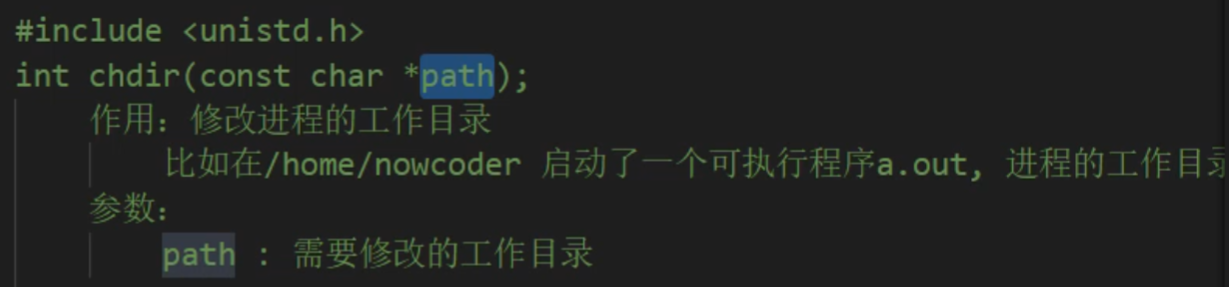 #include <unistd.h>
int chdir(const char *path);
作用：修改进程的工作目录
比如在/home/nowcoder 启动了一个可执行程序a.out, 进程的工作目录
参数：
path : 需要修改的工作目录